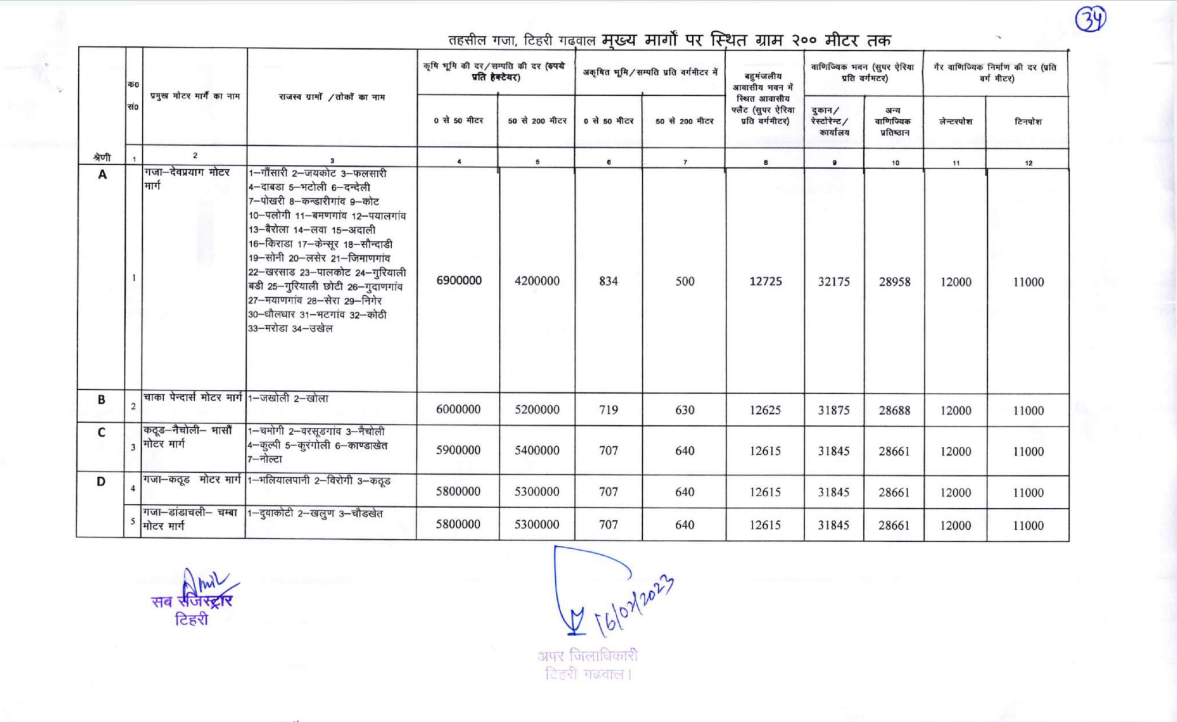 34
तहसील गजा, टिहरी गढवाल मुख्य मार्गों पर स्थित ग्राम २०० मीटर तक
श्रेणी
क०
सं०
प्रमुख मोटर मार्ग का नाम
राजस्व ग्रामों /तोकों का नाम
कृषि भूमि की दर/सम्पति की दर (रूपये
प्रति हेक्टेयर)
0 से 50 मीटर
50 से 200 मीटर
अकृषित भूमि/सम्पति प्रति वर्गमीटर में
0 से 50 मीटर
50 से 200 मीटर
बहुमंजलीय
आवासीय भवन में
स्थित आवासीय
फ्लैट (सुपर ऐरिया
प्रति वर्गमीटर)
वाणिज्यिक भवन (सुपर ऐरिया
प्रति वर्गमटर)
दुकान/
रेस्टोरेन्ट/
कार्यालय
अन्य
वाणिज्यिक
प्रतिष्ठान
गैर वाणिज्यिक निर्माण की दर (प्रति
वर्ग मीटर)
लेन्टरपोश
टिनपोश
1 2 3 4 5 6 7 8 9 10 11 12
A
1
गजा–देवप्रयाग मोटर
मार्ग
1–गौंसारी 2–जयकोट 3–फलसारी
4–दाबडा 5–भटोली 6–दन्देली
7–पोखरी 8–कन्डारीगांव 9–कोट
10–पलोगी 11–बमणगांव 12–पयालगांव
13–बैरोला 14–लवा 15–अदाली
16–किराडा 17–केन्सूर 18–सौन्दाडी
19–सोनी 20–लसेर 21–जिमाणगांव
22–खरसाड 23–पालकोट 24–गुरियाली
बडी 25–गुरियाली छोटी 26–गुदाणगांव
27–मयाणगांव 28–सेरा 29–निगेर
30–धौलधार 31–भटगांव 32–कोठी
33–मरोडा 34–उखेल
6900000 4200000 834 500 12725 32175 28958 12000 11000
B
2
चाका पेन्दार्स मोटर मार्ग
1–जखोली 2–खोला
6000000 5200000 719 630 12625 31875 28688 12000 11000
C
3
कठूड–नैचोली– भासौं
मोटर मार्ग
1–चमोगी 2–वरसूडगांव 3–नैचोली
4–कुल्पी 5–कुरंगोली 6–काण्डाखेत
7–नोल्टा
5900000 5400000 707 640 12615 31845 28661 12000 11000
D
4
गजा–कठूड मोटर मार्ग
1–भलियालपानी 2–विरोगी 3–कठूड
5800000 5300000 707 640 12615 31845 28661 12000 11000
5
गजा–डांडाचली– चम्बा
मोटर मार्ग
1–दुवाकोटी 2–खलुण 3–चौडखेत
5800000 5300000 707 640 12615 31845 28661 12000 11000
सब रजिस्ट्रार
टिहरी
16/02/2023
अपर जिलाधिकारी
टिहरी गढवाल।